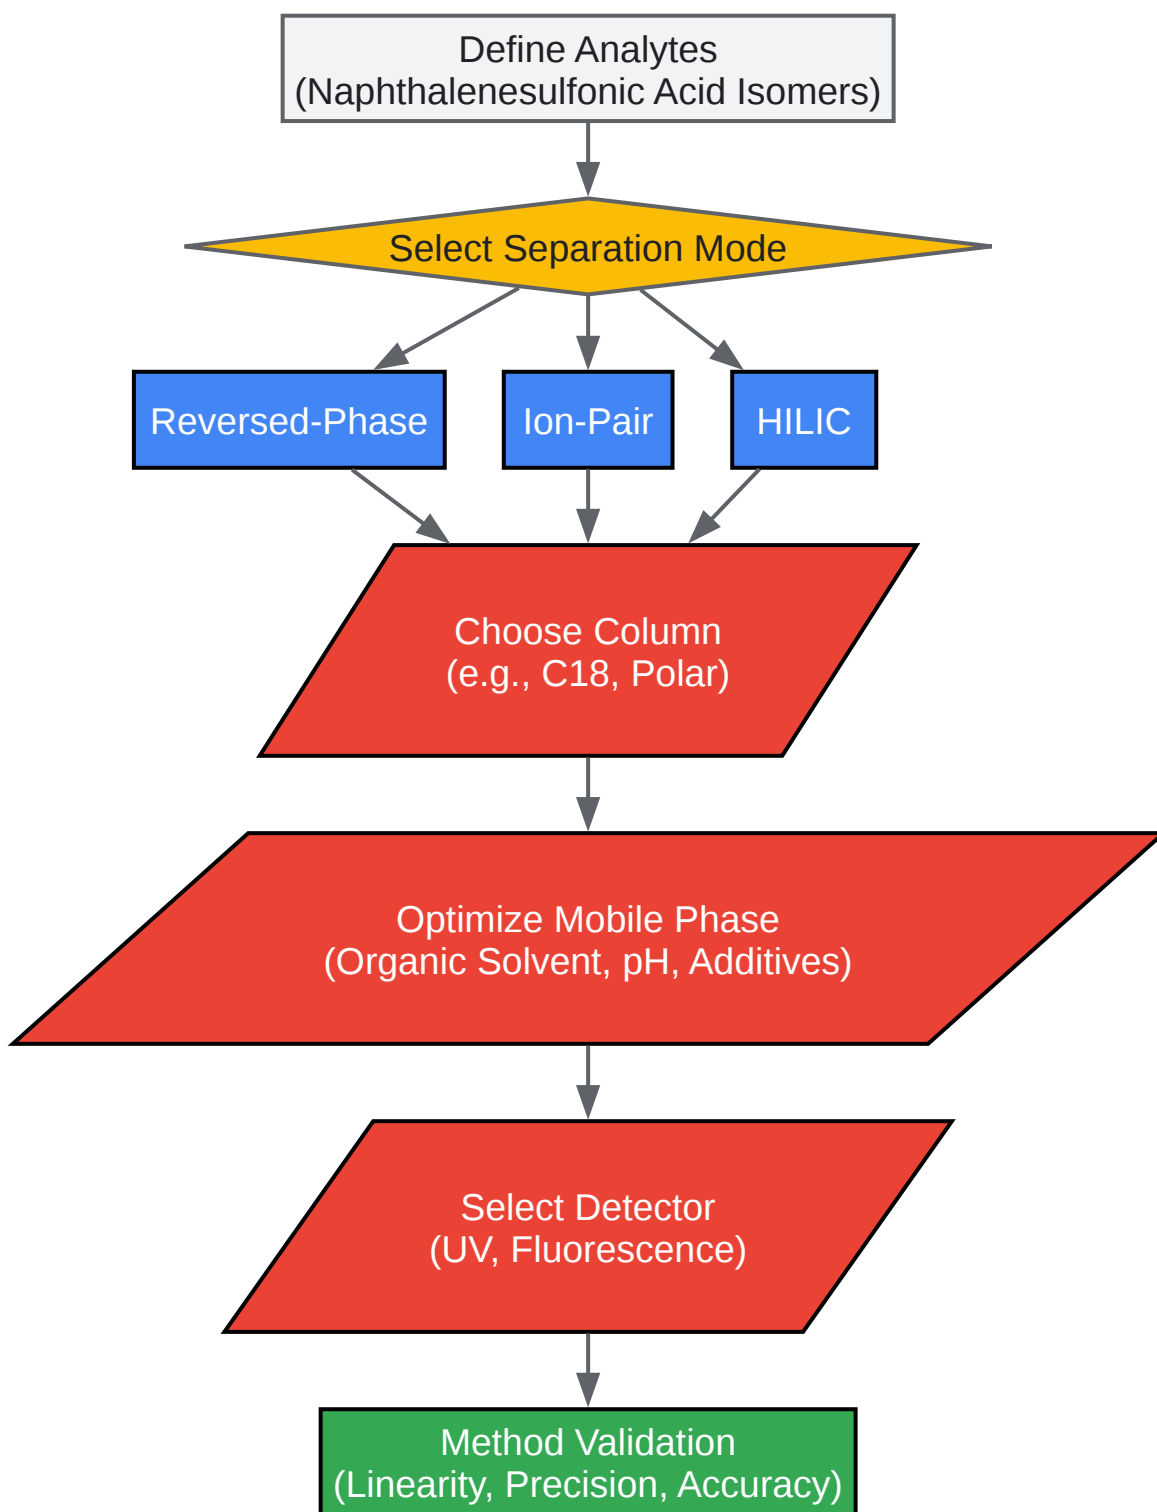 Define Analytes
(Naphthalenesulfonic Acid Isomers)
Select Separation Mode
Reversed-Phase
Ion-Pair
HILIC
Choose Column
(e.g., C18, Polar)
Optimize Mobile Phase
(Organic Solvent, pH, Additives)
Select Detector
(UV, Fluorescence)
Method Validation
(Linearity, Precision, Accuracy)